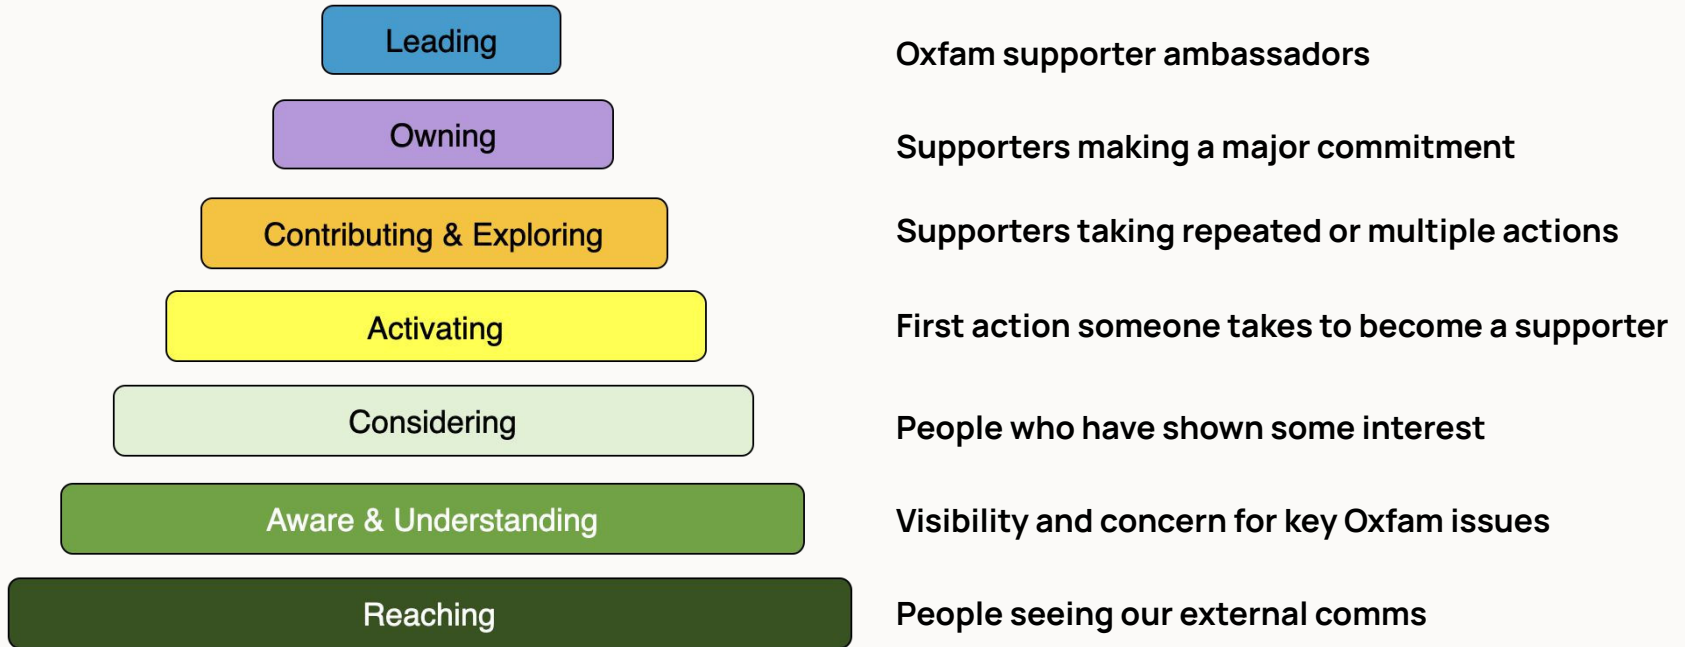 Leading
Oxfam supporter ambassadors
Owning
Supporters making a major commitment
Contributing & Exploring
Supporters taking repeated or multiple actions
Activating
First action someone takes to become a supporter
Considering
People who have shown some interest
Aware & Understanding
Visibility and concern for key Oxfam issues
Reaching
People seeing our external comms